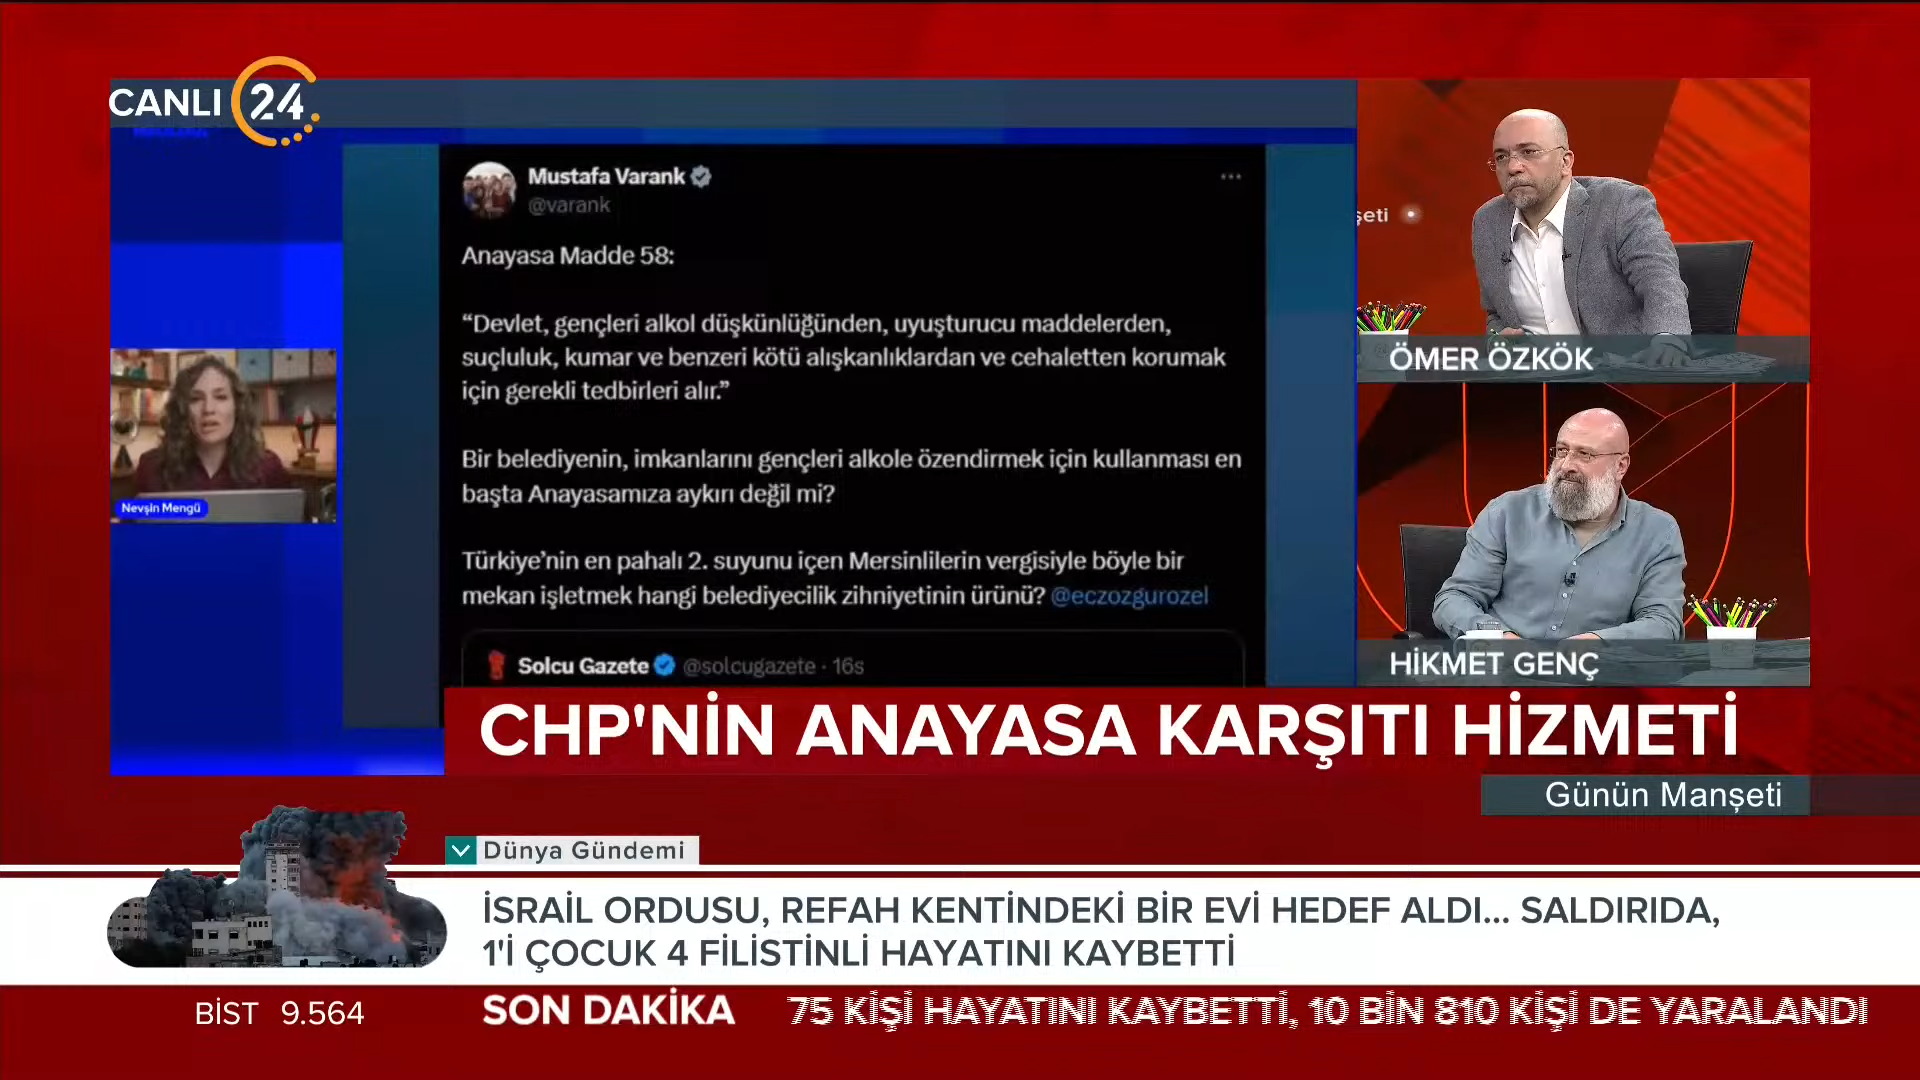 CANLI 24
Mustafa Varank
@varank
Anayasa Madde 58:
“Devlet, gençleri alkol düşkünlüğünden, uyuşturucu maddelerden,
suçluluk, kumar ve benzeri kötü alışkanlıklardan ve cehaletten korumak
için gerekli tedbirleri alır.”
Bir belediyenin, imkanlarını gençleri alkole özendirmek için kullanması en
başta Anayasamıza aykırı değil mi?
Türkiye’nin en pahalı 2. suyunu içen Mersinlilerin vergisiyle böyle bir
mekan işletmek hangi belediyecilik zihniyetinin ürünü? @eczozgurozel
Solcu Gazete @solcugazete · 16s
Nevşin Mengü
şeti
ÖMER ÖZKÖK
HİKMET GENÇ
CHP'NİN ANAYASA KARŞITI HİZMETİ
Günün Manşeti
Dünya Gündemi
İSRAİL ORDUSU, REFAH KENTİNDEKİ BİR EVİ HEDEF ALDI... SALDIRIDA,
1'İ ÇOCUK 4 FİLİSTİNLİ HAYATINI KAYBETTİ
BİST 9.564
SON DAKİKA 75 KİŞİ HAYATINI KAYBETTİ, 10 BİN 810 KİŞİ DE YARALANDI